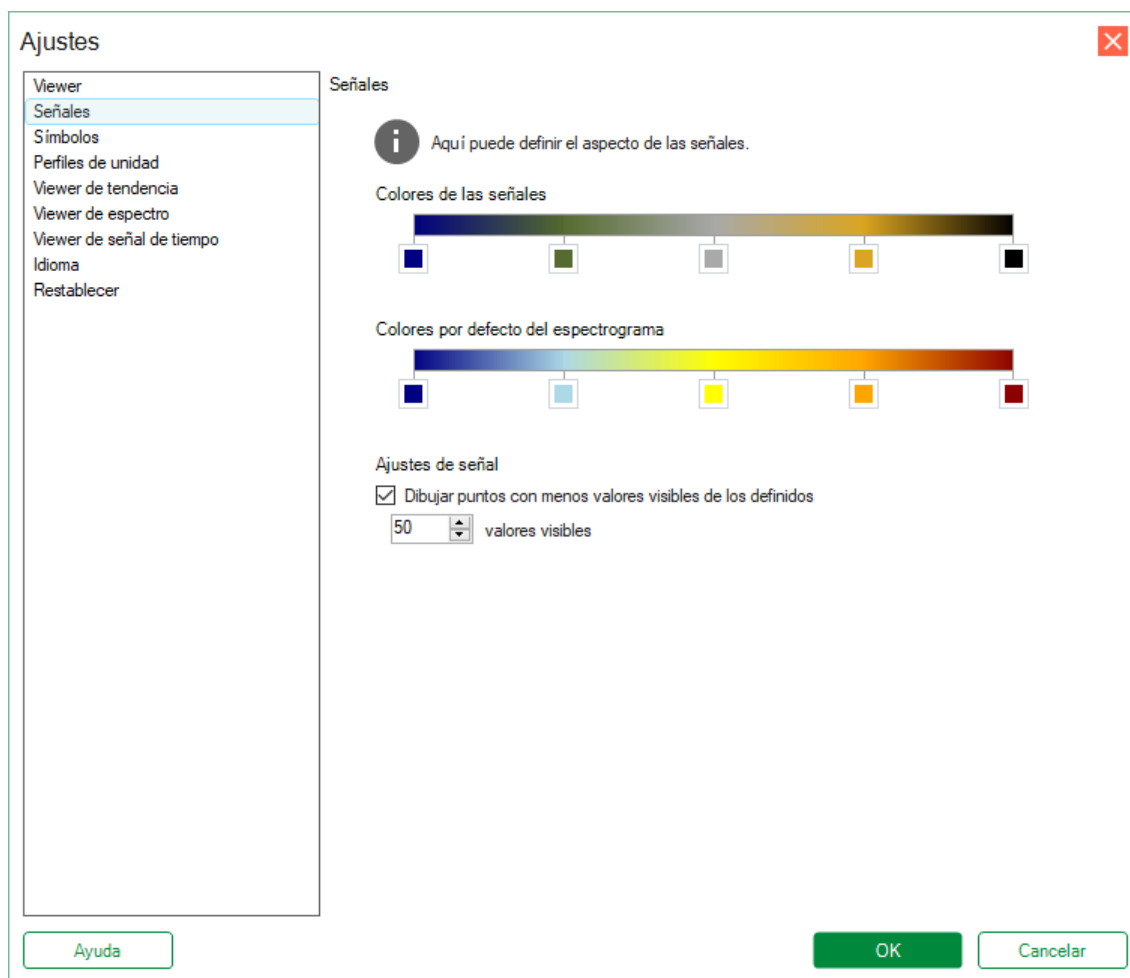 Ajustes
Viewer
Señales
Símbolos
Perfiles de unidad
Viewer de tendencia
Viewer de espectro
Viewer de señal de tiempo
Idioma
Restablecer
Señales
Aquí puede definir el aspecto de las señales.
Colores de las señales
Colores por defecto del espectrograma
Ajustes de señal
Dibujar puntos con menos valores visibles de los definidos
50 valores visibles
Ayuda
OK
Cancelar